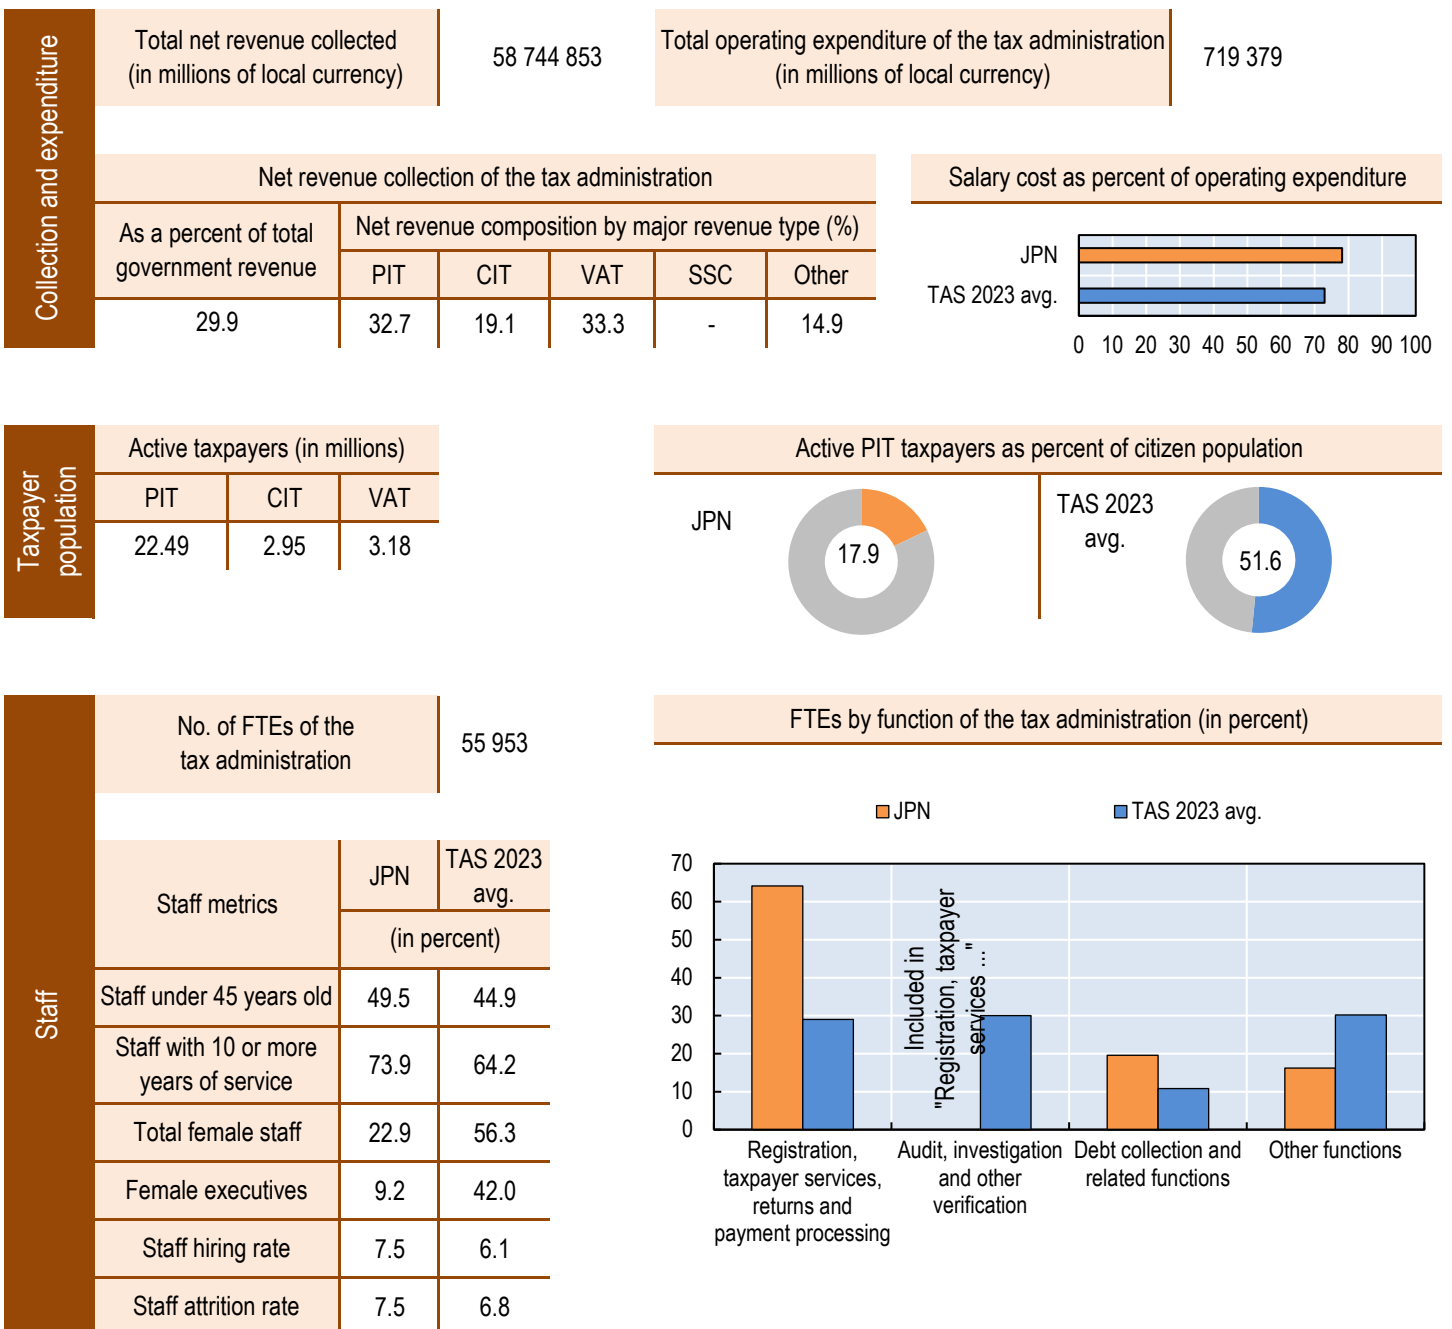 Collection and expenditure
Total net revenue collected
(in millions of local currency)
58 744 853
Total operating expenditure of the tax administration
(in millions of local currency)
719 379
Net revenue collection of the tax administration
As a percent of total
government revenue
Net revenue composition by major revenue type (%)
PIT CIT VAT SSC Other
29.9 32.7 19.1 33.3 - 14.9
Salary cost as percent of operating expenditure
JPN
TAS 2023 avg.
0 10 20 30 40 50 60 70 80 90 100
Taxpayer
population
Active taxpayers (in millions)
PIT CIT VAT
22.49 2.95 3.18
Active PIT taxpayers as percent of citizen population
JPN
17.9
TAS 2023
avg.
51.6
Staff
No. of FTEs of the
tax administration
55 953
Staff metrics
JPN
TAS 2023
avg.
(in percent)
Staff under 45 years old 49.5 44.9
Staff with 10 or more
years of service
73.9 64.2
Total female staff 22.9 56.3
Female executives 9.2 42.0
Staff hiring rate 7.5 6.1
Staff attrition rate 7.5 6.8
FTEs by function of the tax administration (in percent)
JPN TAS 2023 avg.
70
60
50
40
30
20
10
0
Included in
"Registration, taxpayer
services ..."
Registration,
taxpayer services,
returns and
payment processing
Audit, investigation
and other
verification
Debt collection and
related functions
Other functions